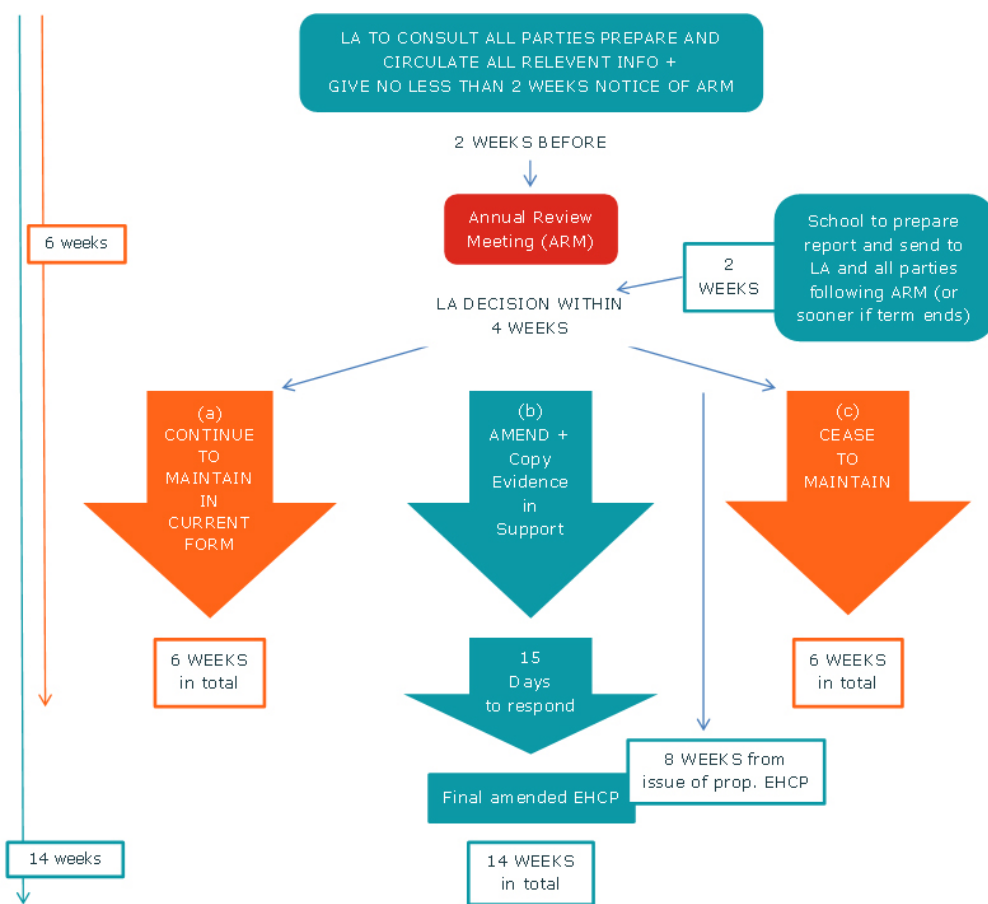 LA TO CONSULT ALL PARTIES PREPARE AND
CIRCULATE ALL RELEVENT INFO +
GIVE NO LESS THAN 2 WEEKS NOTICE OF ARM
2 WEEKS BEFORE
Annual Review
Meeting (ARM)
6 weeks
School to prepare
report and send to
LA and all parties
following ARM (or
sooner if term ends)
2
WEEKS
LA DECISION WITHIN
4 WEEKS
(a)
CONTINUE
TO
MAINTAIN
IN
CURRENT
FORM
(b)
AMEND +
Copy
Evidence
in
Support
(c)
CEASE
TO
MAINTAIN
6 WEEKS
in total
15
Days
to respond
6 WEEKS
in total
8 WEEKS from
issue of prop. EHCP
Final amended EHCP
14 weeks
14 WEEKS
in total